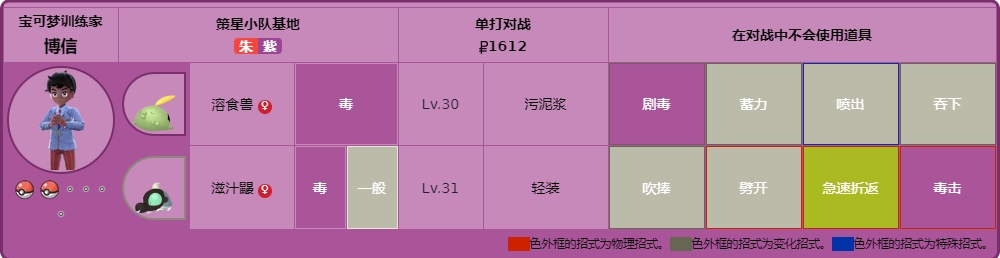 宝可梦训练家
博信
策星小队基地
朱 紫
单打对战
₽1612
在对战中不会使用道具
溶食兽♀ 毒 Lv.30 污泥浆 剧毒 蓄力 喷出 吞下
滋汁鼹♀ 毒 一般 Lv.31 轻装 吹捧 劈开 急速折返 毒击
色外框的招式为物理招式。 色外框的招式为变化招式。 色外框的招式为特殊招式。